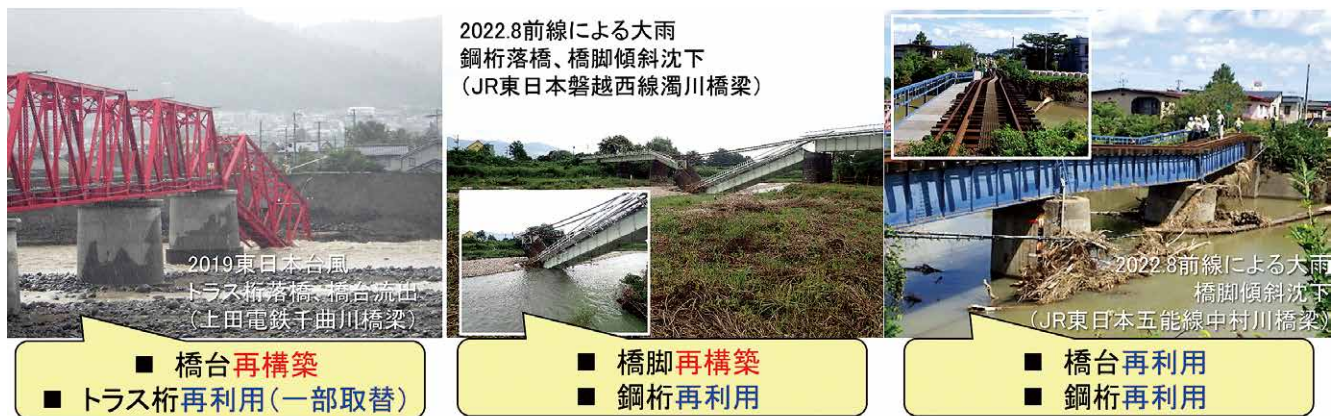 2019東日本台風
トラス桁落橋、橋台流出
（上田電鉄千曲川橋梁）
■ 橋台再構築
■ トラス桁再利用（一部取替）
2022.8前線による大雨
鋼桁落橋、橋脚傾斜沈下
（JR東日本磐越西線濁川橋梁）
■ 橋脚再構築
■ 鋼桁再利用
2022.8前線による大雨
橋脚傾斜沈下
（JR東日本五能線中村川橋梁）
■ 橋台再利用
■ 鋼桁再利用